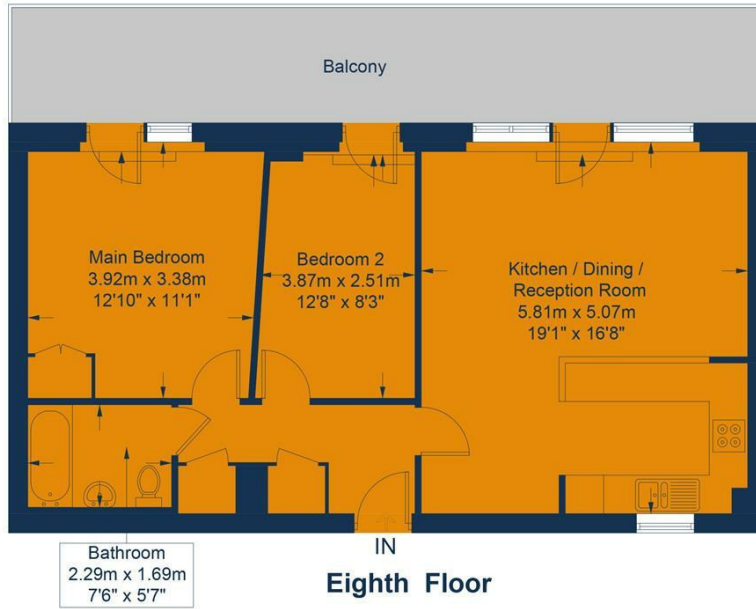 Balcony
Main Bedroom
3.92m x 3.38m
12'10" x 11'1"
Bedroom 2
3.87m x 2.51m
12'8" x 8'3"
Kitchen / Dining /
Reception Room
5.81m x 5.07m
19'1" x 16'8"
Bathroom
2.29m x 1.69m
7'6" x 5'7"
IN
Eighth Floor